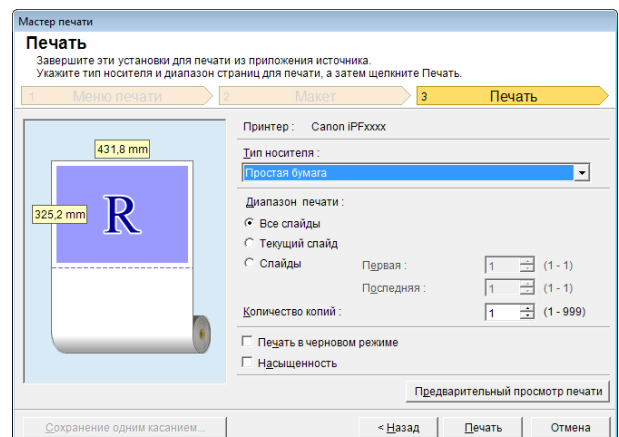 Мастер печати
Печать
Завершите эти установки для печати из приложения источника.
Укажите тип носителя и диапазон страниц для печати, а затем щелкните Печать.
1 Меню печати 2 Макет 3 Печать
Принтер : Canon iPFxxxx
431,8 mm
Тип носителя :
Простая бумага
325,2 mm
R
Диапазон печати :
Все слайды
Текущий слайд
Слайды Первая : 1 (1 - 1)
Последняя : 1 (1 - 1)
Количество копий : 1 (1 - 999)
Печать в черновом режиме
Насыщенность
Предварительный просмотр печати
Сохранение одним касанием... < Назад Печать Отмена